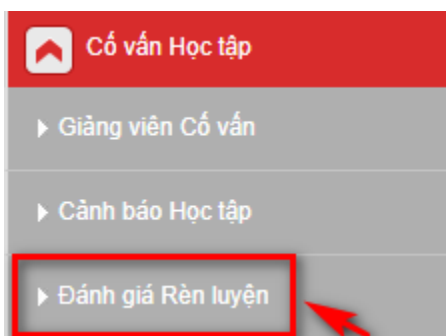 Cố vấn Học tập
Giảng viên Cố vấn
Cảnh báo Học tập
Đánh giá Rèn luyện